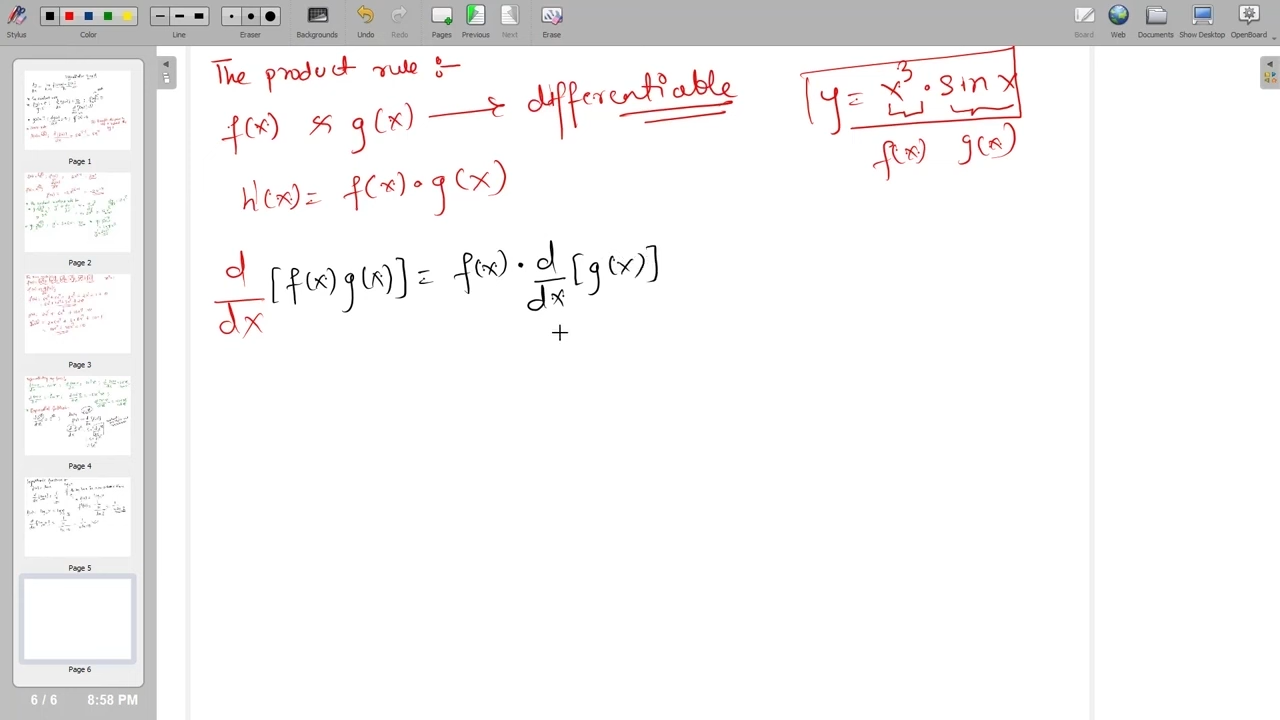 Stylus Color Line Eraser Backgrounds Undo Redo Pages Previous Next Erase Board Web Documents Show Desktop OpenBoard
Page 1
Page 2
Page 3
Page 4
Page 5
Page 6
6 / 6 8:58 PM
The product rule :-
f(x) & g(x) → differentiable
h'(x) = f(x) · g(x)
d/dx [f(x) g(x)] = f(x) · d/dx [g(x)]
+
y = x³ · sin x
f(x) g(x)